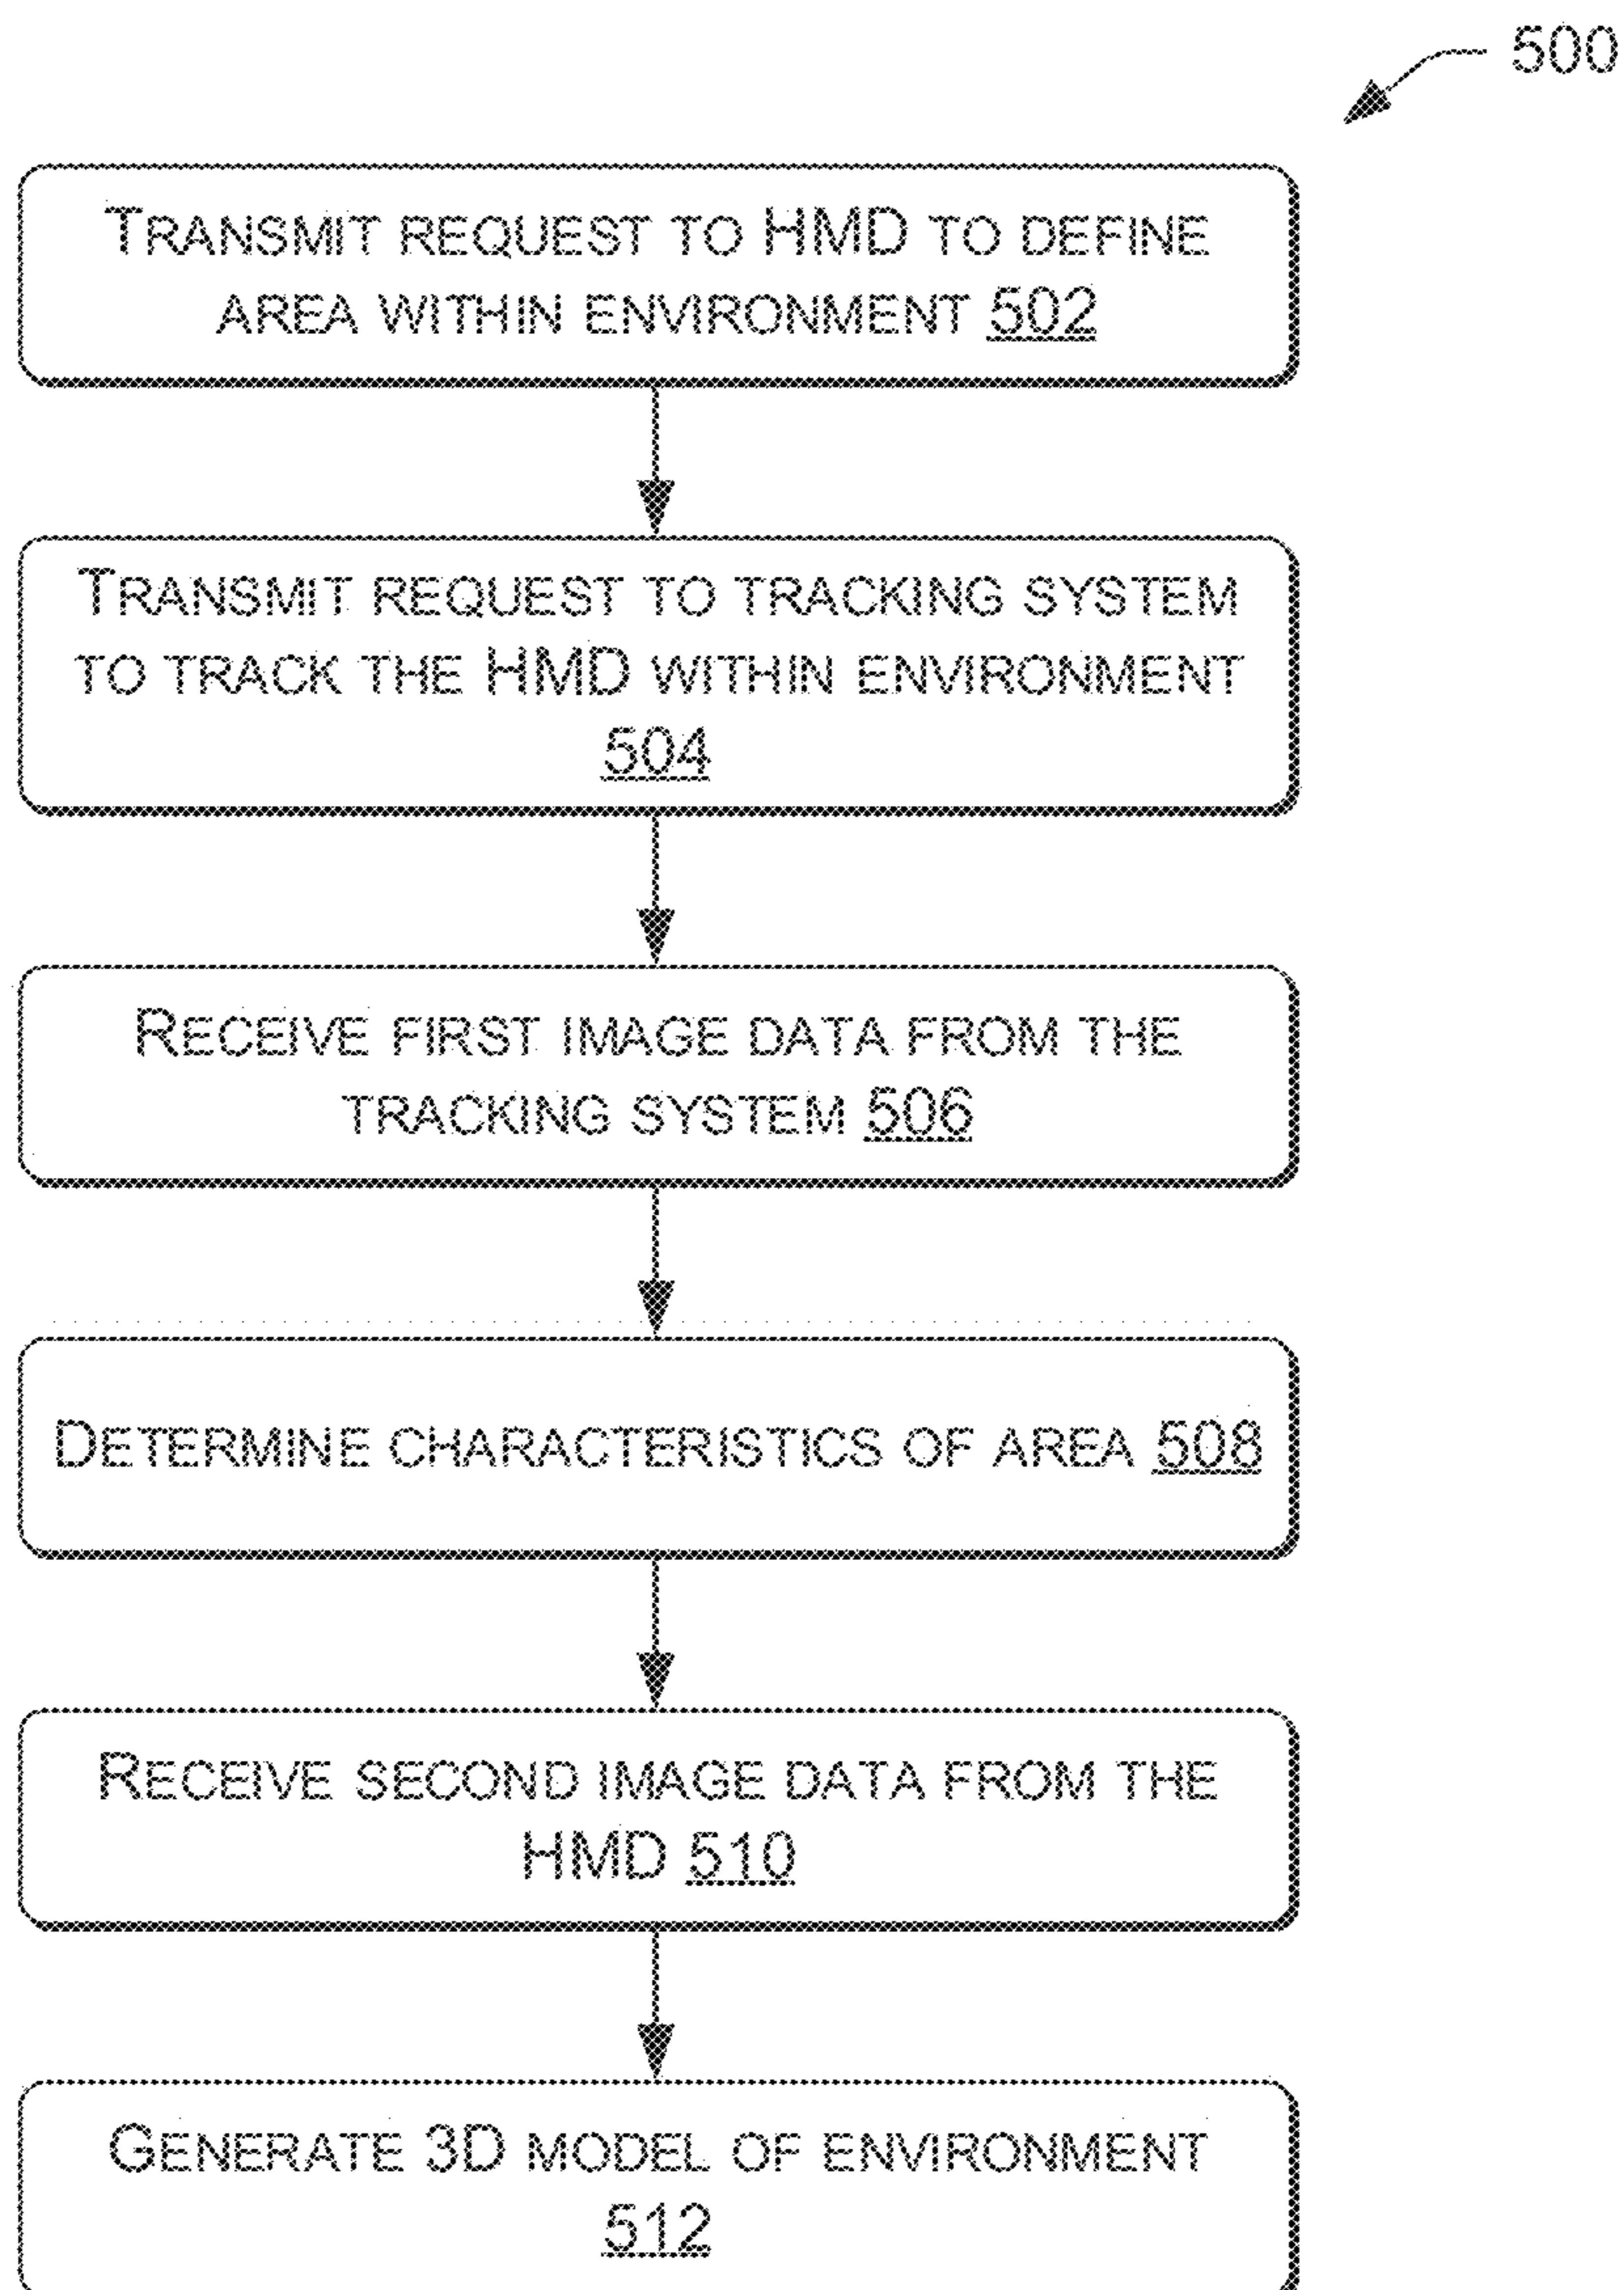 500
TRANSMIT REQUEST TO HMD TO DEFINE
AREA WITHIN ENVIRONMENT 502
TRANSMIT REQUEST TO TRACKING SYSTEM
TO TRACK THE HMD WITHIN ENVIRONMENT
504
RECEIVE FIRST IMAGE DATA FROM THE
TRACKING SYSTEM 506
DETERMINE CHARACTERISTICS OF AREA 508
RECEIVE SECOND IMAGE DATA FROM THE
HMD 510
GENERATE 3D MODEL OF ENVIRONMENT
512